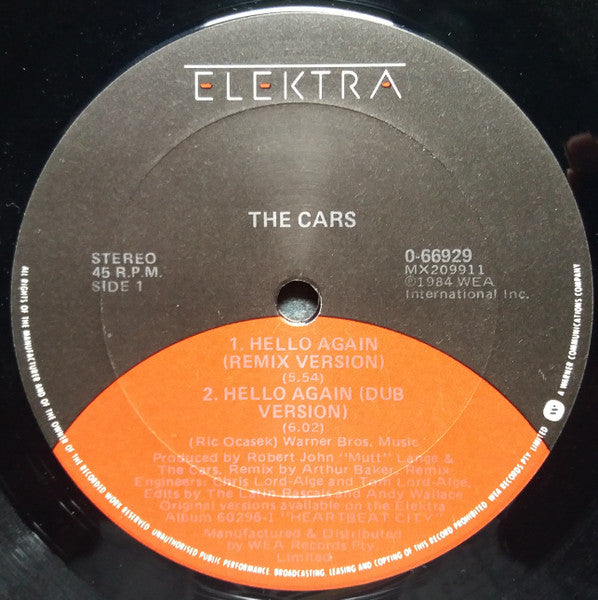 ELEKTRA
THE CARS
STEREO
45 R.P.M.
SIDE 1
0-66929
MX209911
℗1984 WEA
International Inc.
1. HELLO AGAIN
(REMIX VERSION)
(5.54)
2. HELLO AGAIN (DUB
VERSION)
(6.02)
(Ric Ocasek) Warner Bros. Music
Produced by Robert John "Mutt" Lange &
The Cars, Remix by Arthur Baker, Remix
Engineers: Chris Lord-Alge and Tom Lord-Alge,
Edits by The Latin Rascals and Andy Wallace
Original versions available on the Elektra
Album 60296-1 "HEARTBEAT CITY"
Manufactured & Distributed
by WEA Records Pty
Limited
ALL RIGHTS OF THE MANUFACTURER AND OF THE OWNER OF THE RECORDED WORK RESERVED. UNAUTHORISED PUBLIC PERFORMANCE, BROADCASTING, LEASING AND COPYING OF THIS RECORD PROHIBITED. WEA RECORDS PTY LIMITED
A WARNER COMMUNICATIONS COMPANY